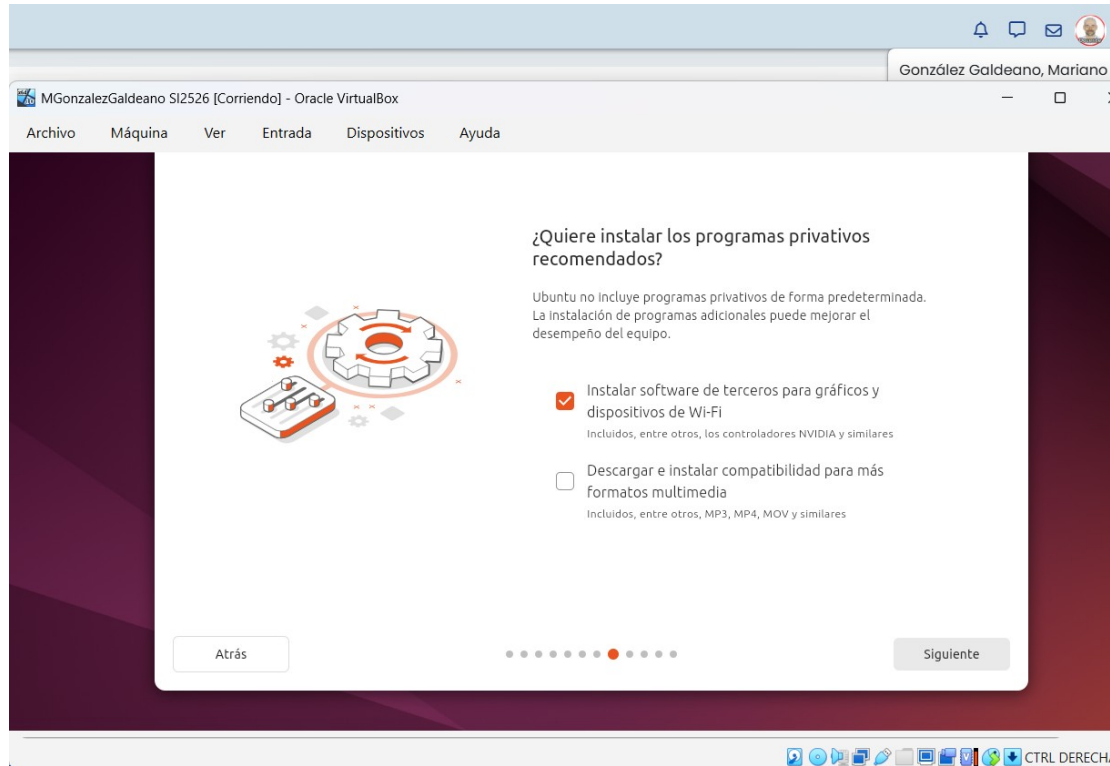 González Galdeano, Mariano
MGonzalezGaldeano SI2526 [Corriendo] - Oracle VirtualBox
Archivo Máquina Ver Entrada Dispositivos Ayuda
¿Quiere instalar los programas privativos
recomendados?
Ubuntu no incluye programas privativos de forma predeterminada.
La instalación de programas adicionales puede mejorar el
desempeño del equipo.
Instalar software de terceros para gráficos y
dispositivos de Wi-Fi
Incluidos, entre otros, los controladores NVIDIA y similares
Descargar e instalar compatibilidad para más
formatos multimedia
Incluidos, entre otros, MP3, MP4, MOV y similares
Atrás Siguiente
CTRL DERECHA